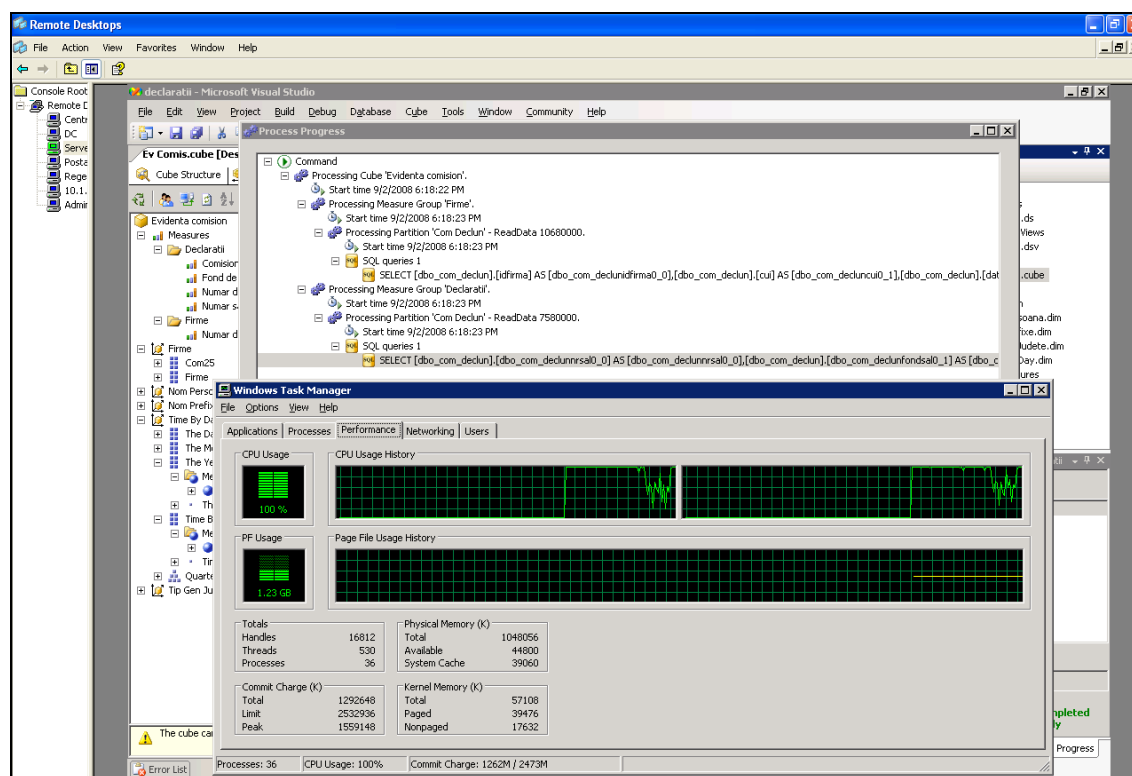 Remote Desktops
File Action View Favorites Window Help
Console Root
Remote D
Centr
DC
Serve
Posta
Rege
10.1.
Admir
declaratii - Microsoft Visual Studio
File Edit View Project Build Debug Database Cube Tools Window Community Help
Ev Comis.cube [Des
Cube Structure
Evidenta comision
Measures
Declaratii
Comision
Fond de
Numar d
Numar s
Firme
Numar d
Firme
Com25
Firme
Nom Perso
Nom Prefix
Time By Da
The Da
The Mo
The Ye
Me
Th
Time B
Me
Tir
Quarte
Tip Gen Ju
The cube ca
Error List
Process Progress
Command
Processing Cube 'Evidenta comision'.
Start time 9/2/2008 6:18:22 PM
Processing Measure Group 'Firme'.
Start time 9/2/2008 6:18:23 PM
Processing Partition 'Com Declun' - ReadData 10680000.
Start time 9/2/2008 6:18:23 PM
SQL queries 1
SELECT [dbo_com_declun].[idfirma] AS [dbo_com_declunidfirma0_0],[dbo_com_declun].[cui] AS [dbo_com_decluncui0_1],[dbo_com_declun].[dat
Processing Measure Group 'Declaratii'.
Start time 9/2/2008 6:18:23 PM
Processing Partition 'Com Declun' - ReadData 7580000.
Start time 9/2/2008 6:18:23 PM
SQL queries 1
SELECT [dbo_com_declun].[dbo_com_declunnrsal0_0] AS [dbo_com_declunnrsal0_0],[dbo_com_declun].[dbo_com_declunfondsal0_1] AS [dbo_c
.ds
Views
.dsv
.cube
soana.dim
fixe.dim
ludete.dim
Day.dim
ures
Windows Task Manager
File Options View Help
Applications Processes Performance Networking Users
CPU Usage
CPU Usage History
100 %
PF Usage
Page File Usage History
1.23 GB
Totals
Handles 16812
Threads 530
Processes 36
Physical Memory (K)
Total 1048056
Available 44800
System Cache 39060
Commit Charge (K)
Total 1292648
Limit 2532936
Peak 1559148
Kernel Memory (K)
Total 57108
Paged 39476
Nonpaged 17632
Processes: 36 CPU Usage: 100% Commit Charge: 1262M / 2473M
mpleted
ly
Progress